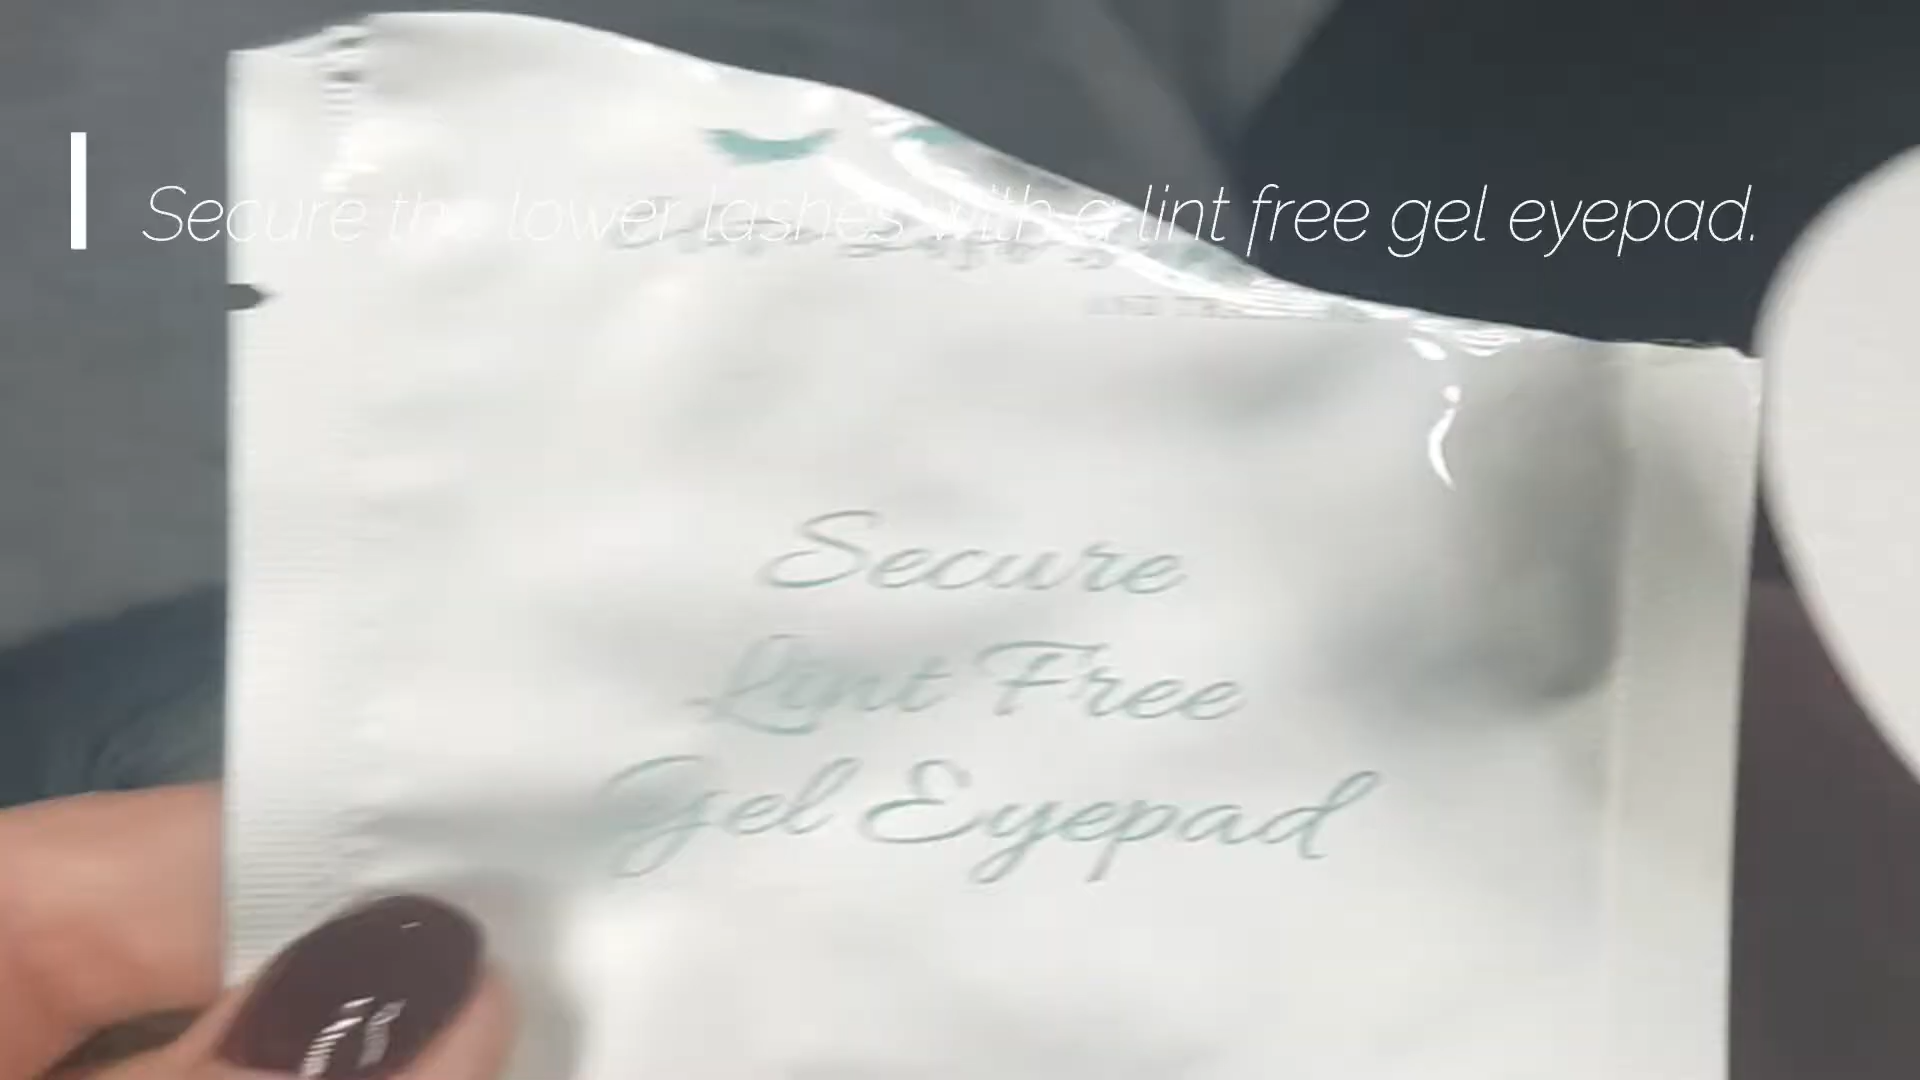 Secure the lower lashes with a lint free gel eyepad.
Secure
Lint Free
Gel Eyepad